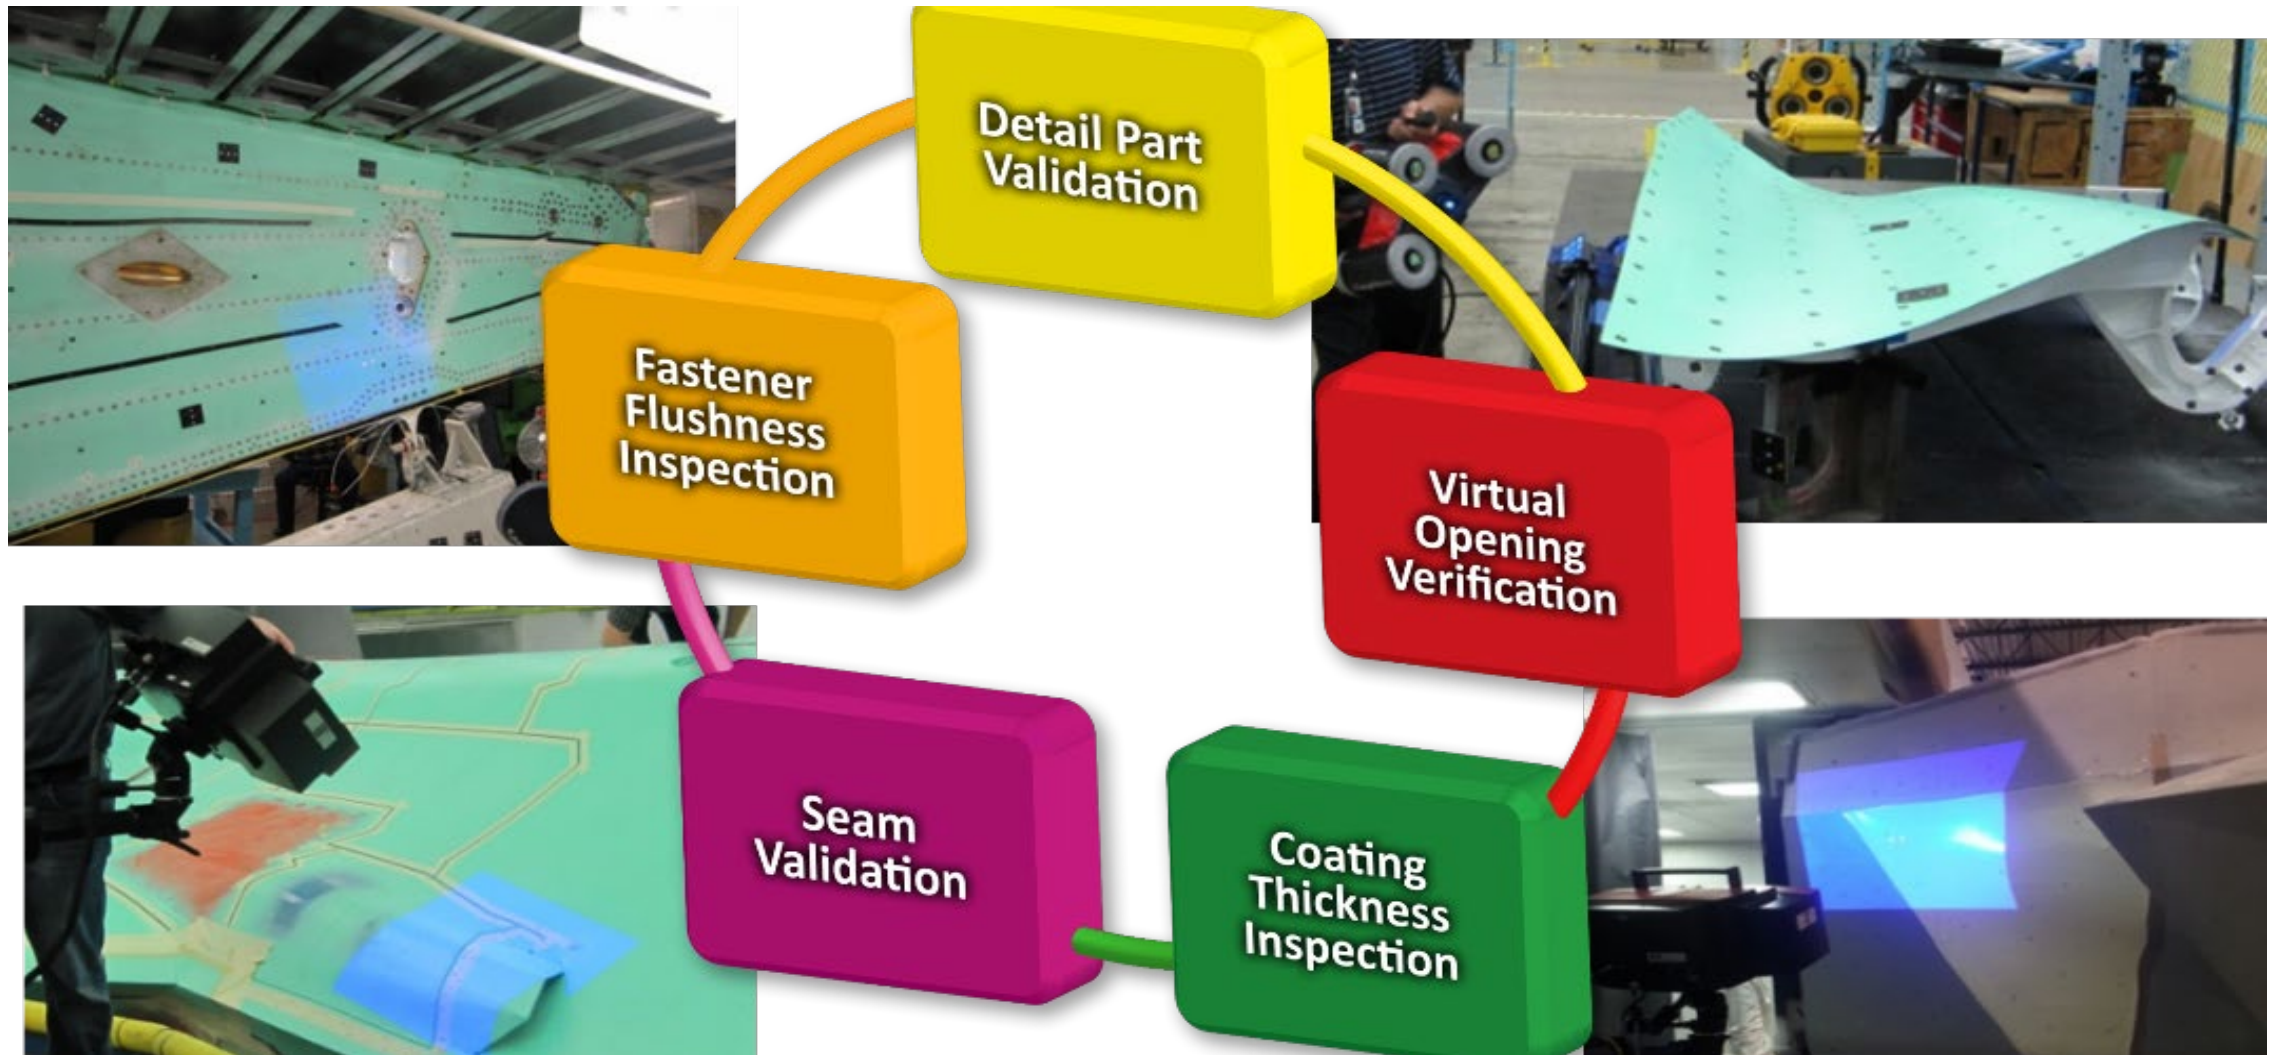 Detail Part
Validation
Fastener
Flushness
Inspection
Virtual
Opening
Verification
Seam
Validation
Coating
Thickness
Inspection